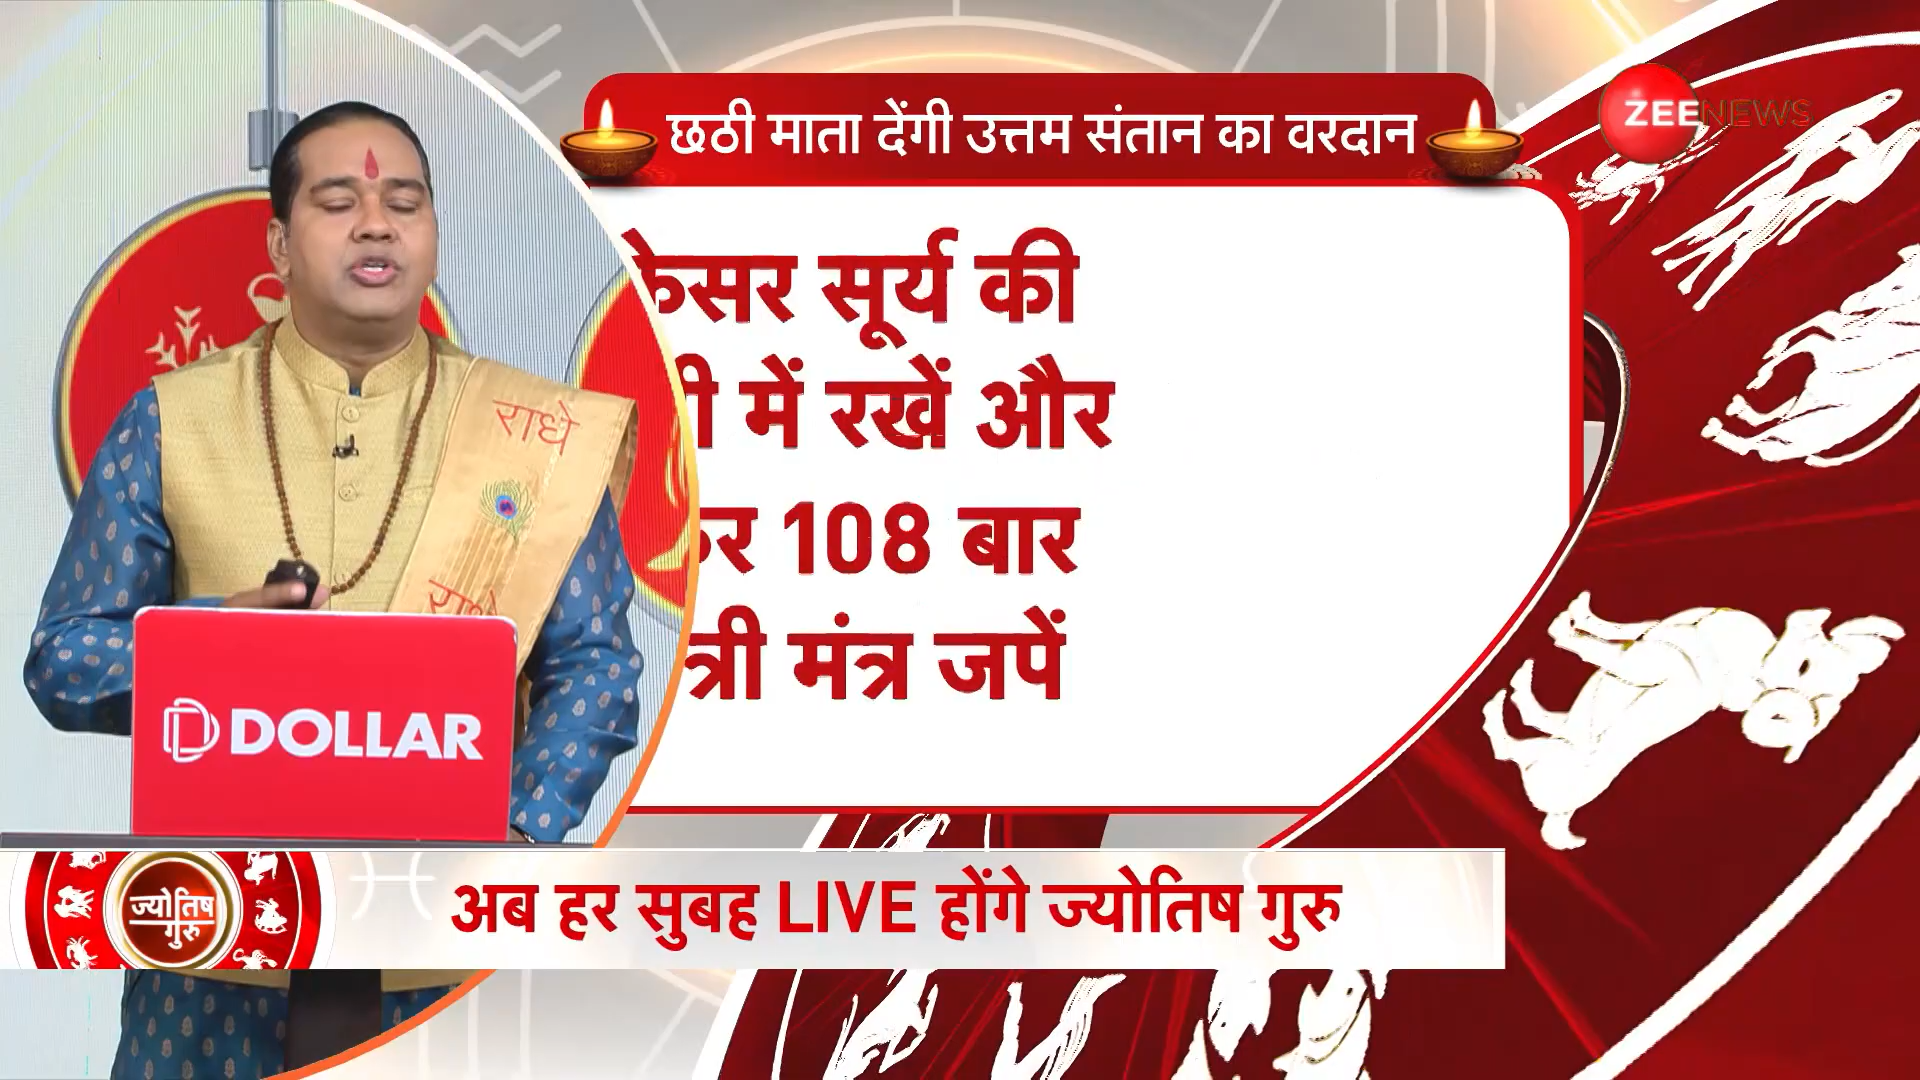 छठी माता देंगी उत्तम संतान का वरदान
ZEENEWS
केसर सूर्य की
में रखें और
108 बार
मंत्र जपें
राधे
DOLLAR
ज्योतिष
गुरु
अब हर सुबह LIVE होंगे ज्योतिष गुरु